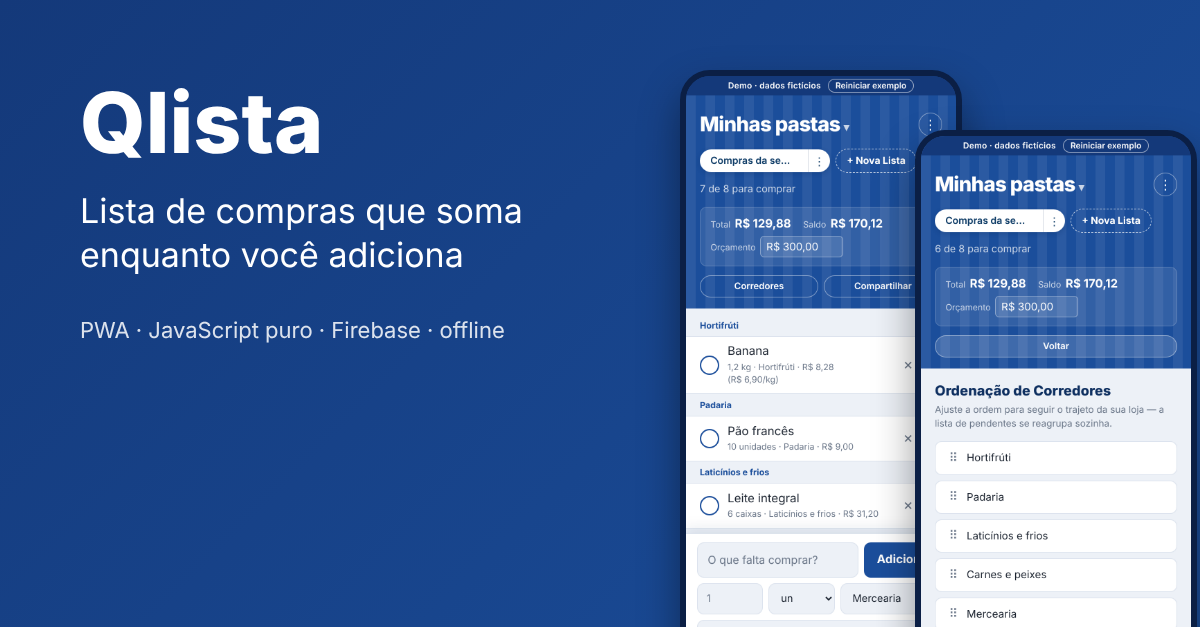 Qlista
Lista de compras que soma
enquanto você adiciona
PWA · JavaScript puro · Firebase · offline
Demo · dados fictícios Reiniciar exemplo
Minhas pastas ▾
Compras da se... ⋮ + Nova Lista
7 de 8 para comprar
Total R$ 129,88 Saldo R$ 170,12
Orçamento R$ 300,00
Corredores Compartilhar
Hortifrúti
Banana
1,2 kg · Hortifrúti · R$ 8,28
(R$ 6,90/kg)
Padaria
Pão francês
10 unidades · Padaria · R$ 9,00
Laticínios e frios
Leite integral
6 caixas · Laticínios e frios · R$ 31,20
O que falta comprar? Adicion
1 un Mercearia
Demo · dados fictícios Reiniciar exemplo
Minhas pastas ▾
Compras da se... ⋮ + Nova Lista
6 de 8 para comprar
Total R$ 129,88 Saldo R$ 170,12
Orçamento R$ 300,00
Voltar
Ordenação de Corredores
Ajuste a ordem para seguir o trajeto da sua loja — a
lista de pendentes se reagrupa sozinha.
Hortifrúti
Padaria
Laticínios e frios
Carnes e peixes
Mercearia